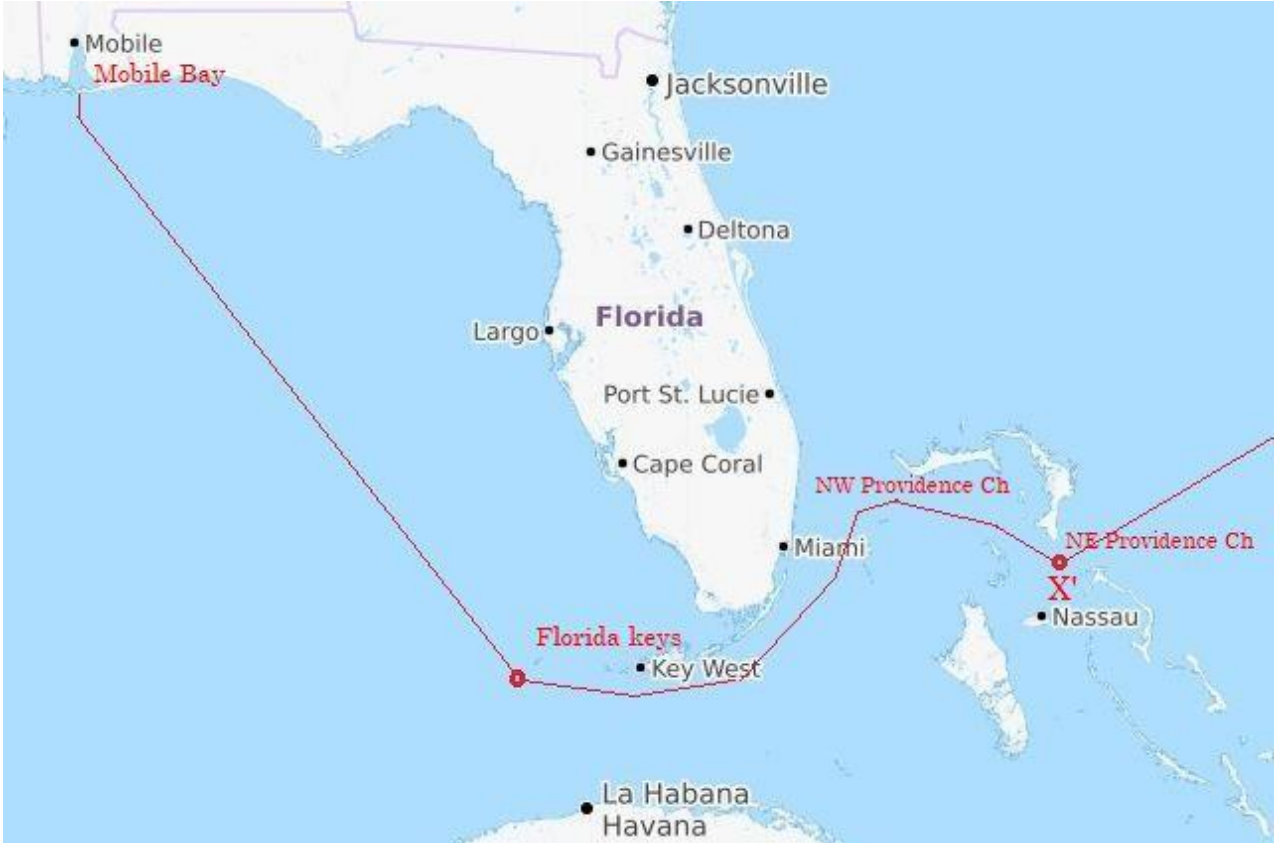 Mobile
Mobile Bay
Jacksonville
Gainesville
Deltona
Florida
Largo
Port St. Lucie
Cape Coral
NW Providence Ch
Miami
NE Providence Ch
X'
Nassau
Florida keys
Key West
La Habana
Havana